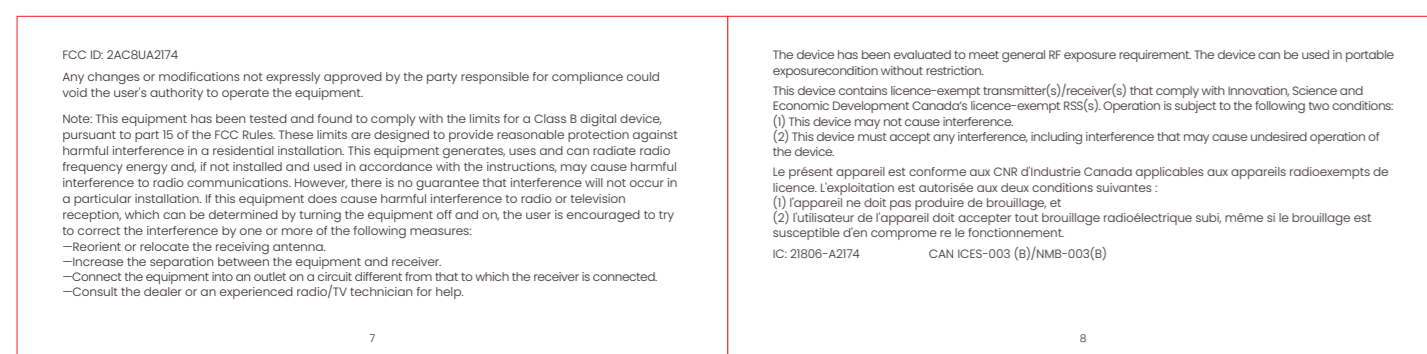 FCC ID: 2AC8UA2174
Any changes or modifications not expressly approved by the party responsible for compliance could
void the user's authority to operate the equipment.
Note: This equipment has been tested and found to comply with the limits for a Class B digital device,
pursuant to part 15 of the FCC Rules. These limits are designed to provide reasonable protection against
harmful interference in a residential installation. This equipment generates, uses and can radiate radio
frequency energy and, if not installed and used in accordance with the instructions, may cause harmful
interference to radio communications. However, there is no guarantee that interference will not occur in
a particular installation. If this equipment does cause harmful interference to radio or television
reception, which can be determined by turning the equipment off and on, the user is encouraged to try
to correct the interference by one or more of the following measures:
—Reorient or relocate the receiving antenna.
—Increase the separation between the equipment and receiver.
—Connect the equipment into an outlet on a circuit different from that to which the receiver is connected.
—Consult the dealer or an experienced radio/TV technician for help.
7
The device has been evaluated to meet general RF exposure requirement. The device can be used in portable
exposurecondition without restriction.
This device contains licence-exempt transmitter(s)/receiver(s) that comply with Innovation, Science and
Economic Development Canada's licence-exempt RSS(s). Operation is subject to the following two conditions:
(1) This device may not cause interference.
(2) This device must accept any interference, including interference that may cause undesired operation of
the device.
Le présent appareil est conforme aux CNR d'Industrie Canada applicables aux appareils radioexempts de
licence. L'exploitation est autorisée aux deux conditions suivantes :
(1) l'appareil ne doit pas produire de brouillage, et
(2) l'utilisateur de l'appareil doit accepter tout brouillage radioélectrique subi, même si le brouillage est
susceptible d'en comprome re le fonctionnement.
IC: 21806-A2174 CAN ICES-003 (B)/NMB-003(B)
8